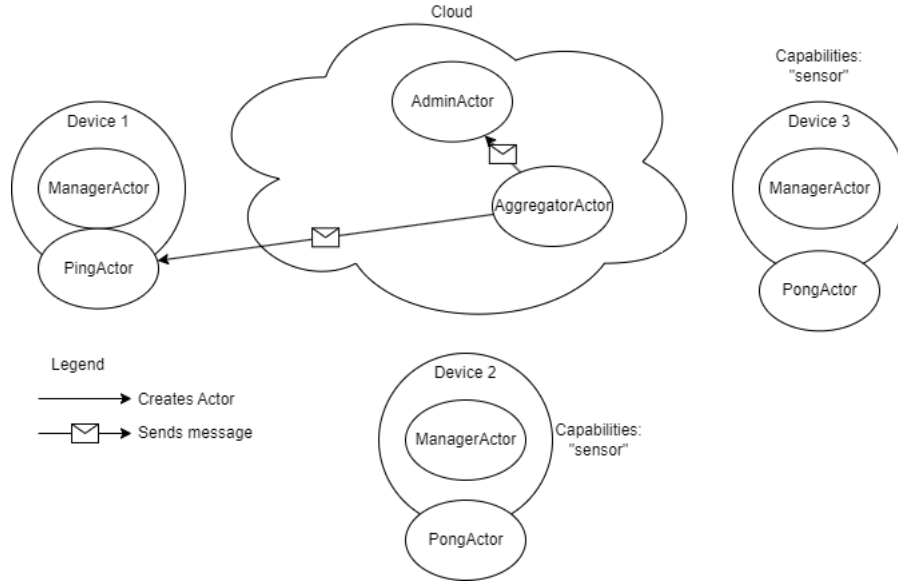 Cloud
Capabilities:
"sensor"
AdminActor
Device 1
Device 3
ManagerActor
ManagerActor
AggregatorActor
PingActor
PongActor
Legend
Creates Actor
Sends message
Device 2
ManagerActor
Capabilities:
"sensor"
PongActor